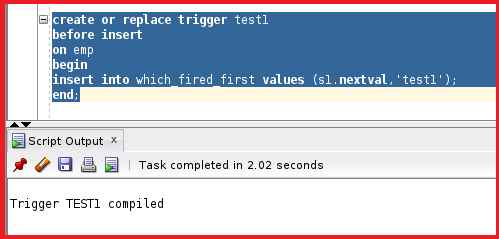 create or replace trigger test1
before insert
on emp
begin
insert into which_fired_first values (s1.nextval,'test1');
end;
Script Output x
Task completed in 2.02 seconds
Trigger TEST1 compiled